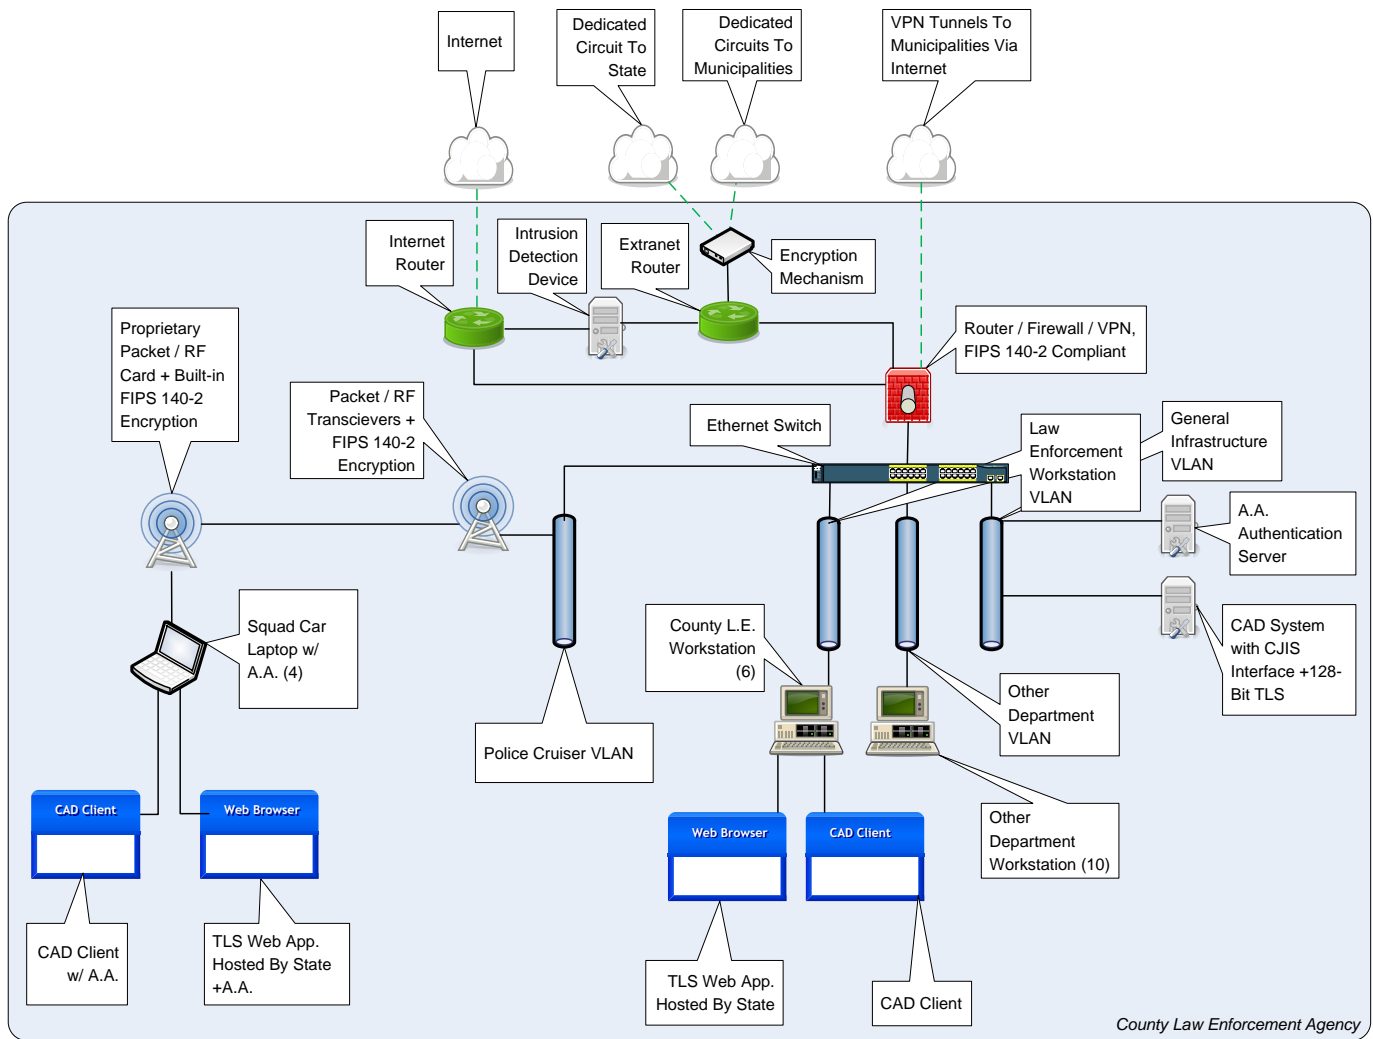 Internet
Dedicated
Circuit To
State
Dedicated
Circuits To
Municipalities
VPN Tunnels To
Municipalities Via
Internet
Internet
Router
Intrusion
Detection
Device
Extranet
Router
Encryption
Mechanism
Proprietary
Packet / RF
Card + Built-in
FIPS 140-2
Encryption
Packet / RF
Transcievers +
FIPS 140-2
Encryption
Router / Firewall / VPN,
FIPS 140-2 Compliant
Ethernet Switch
Law
Enforcement
Workstation
VLAN
General
Infrastructure
VLAN
A.A.
Authentication
Server
Squad Car
Laptop w/
A.A. (4)
County L.E.
Workstation
(6)
CAD System
with CJIS
Interface +128-
Bit TLS
Other
Department
VLAN
Police Cruiser VLAN
CAD Client
Web Browser
Web Browser
CAD Client
Other
Department
Workstation (10)
CAD Client
w/ A.A.
TLS Web App.
Hosted By State
+A.A.
TLS Web App.
Hosted By State
CAD Client
County Law Enforcement Agency